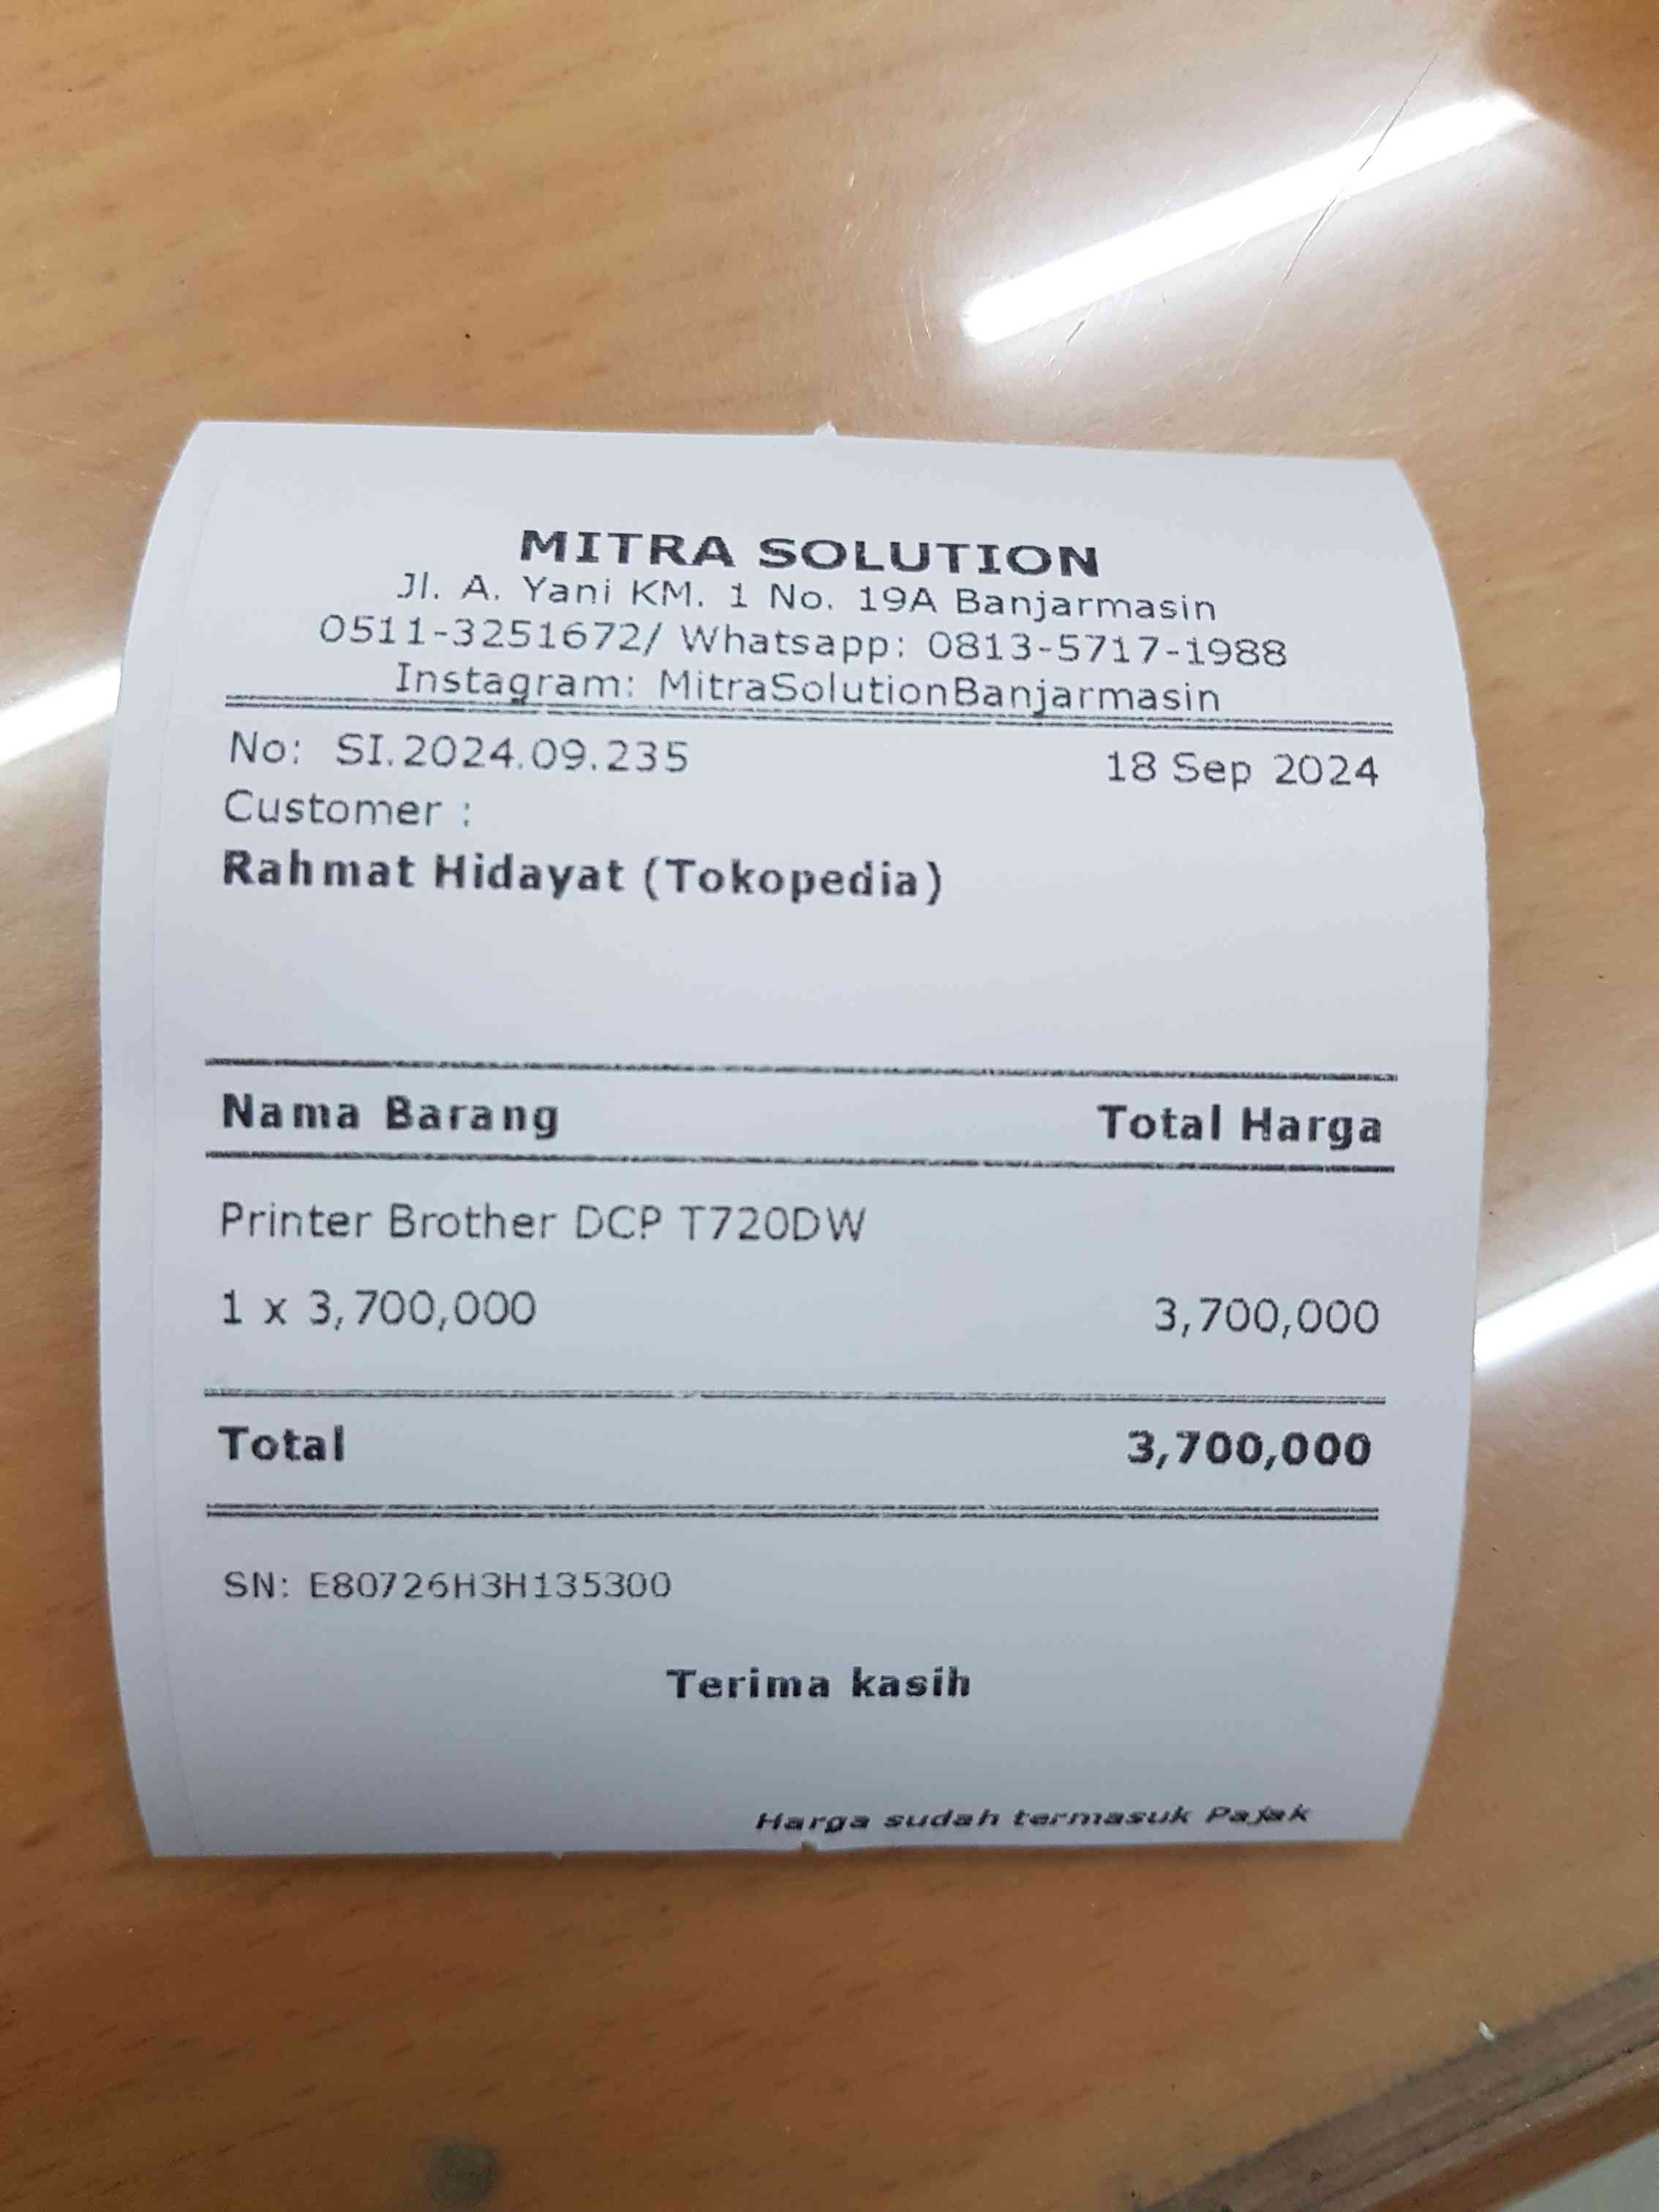 MITRA SOLUTION
Jl. A. Yani KM. 1 No. 19A Banjarmasin
0511-3251672/ Whatsapp: 0813-5717-1988
Instagram: MitraSolutionBanjarmasin
No: SI.2024.09.235 18 Sep 2024
Customer :
Rahmat Hidayat (Tokopedia)
Nama Barang Total Harga
Printer Brother DCP T720DW
1 x 3,700,000 3,700,000
Total 3,700,000
SN: E80726H3H135300
Terima kasih
Harga sudah termasuk Pajak